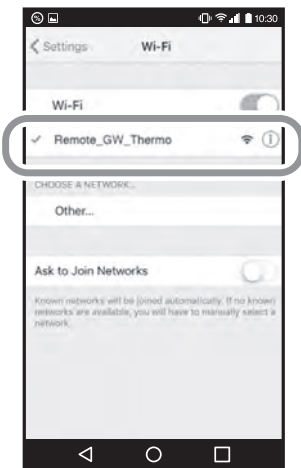 10:30
Settings Wi-Fi
Wi-Fi
Remote_GW_Thermo
CHOOSE A NETWORK...
Other...
Ask to Join Networks
Known networks will be joined automatically. If no known
networks are available, you will have to manually select a
network.